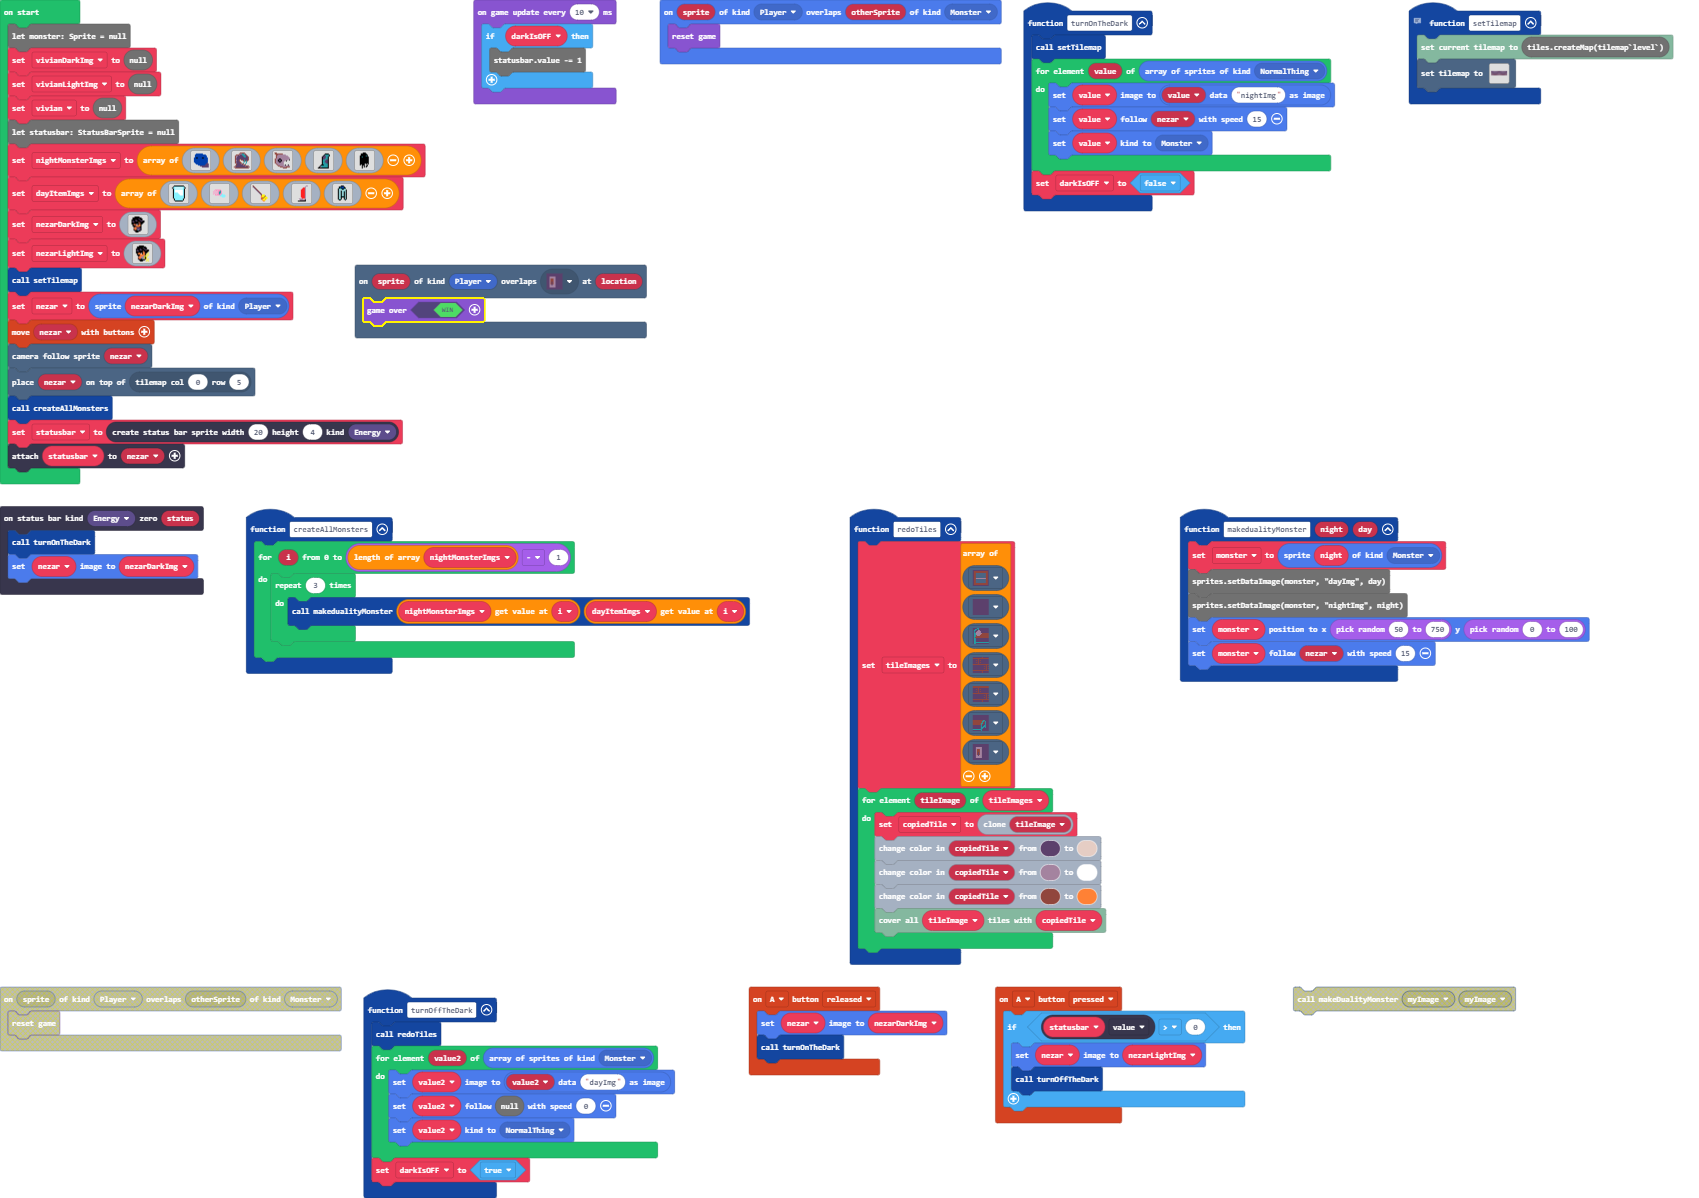 on start
let monster: Sprite = null
set vivianDarkImg to null
set vivianLightImg to null
set vivian to null
let statusbar: StatusBarSprite = null
set nightMonsterImgs to array of
set dayItemImgs to array of
set nezarDarkImg to
set nezarLightImg to
call setTilemap
set nezar to sprite nezarDarkImg of kind Player
move nezar with buttons
camera follow sprite nezar
place nezar on top of tilemap col 0 row 5
call createAllMonsters
set statusbar to create status bar sprite width 20 height 4 kind Energy
attach statusbar to nezar
on game update every 10 ms
if darkIsOFF then
statusbar.value -= 1
on sprite of kind Player overlaps otherSprite of kind Monster
reset game
on sprite of kind Player overlaps at location
game over WIN
function turnOnTheDark
call setTilemap
for element value of array of sprites of kind NormalThing
do
set value image to value data "nightImg" as image
set value follow nezar with speed 15
set value kind to Monster
set darkIsOFF to false
function setTilemap
set current tilemap to tiles.createMap(tilemap`level`)
set tilemap to
on status bar kind Energy zero status
call turnOnTheDark
set nezar image to nezarDarkImg
function createAllMonsters
for i from 0 to length of array nightMonsterImgs - 1
do
repeat 3 times
do
call makedualityMonster nightMonsterImgs get value at i dayItemImgs get value at i
function redoTiles
set tileImages to array of
for element tileImage of tileImages
do
set copiedTile to clone tileImage
change color in copiedTile from to
change color in copiedTile from to
change color in copiedTile from to
cover all tileImage tiles with copiedTile
function makedualityMonster night day
set monster to sprite night of kind Monster
sprites.setDataImage(monster, "dayImg", day)
sprites.setDataImage(monster, "nightImg", night)
set monster position to x pick random 50 to 750 y pick random 0 to 100
set monster follow nezar with speed 15
on sprite of kind Player overlaps otherSprite of kind Monster
reset game
function turnOffTheDark
call redoTiles
for element value2 of array of sprites of kind Monster
do
set value2 image to value2 data "dayImg" as image
set value2 follow null with speed 0
set value2 kind to NormalThing
set darkIsOFF to true
on A button released
set nezar image to nezarDarkImg
call turnOnTheDark
on A button pressed
if statusbar value > 0 then
set nezar image to nezarLightImg
call turnOffTheDark
call makeDualityMonster myImage myImage